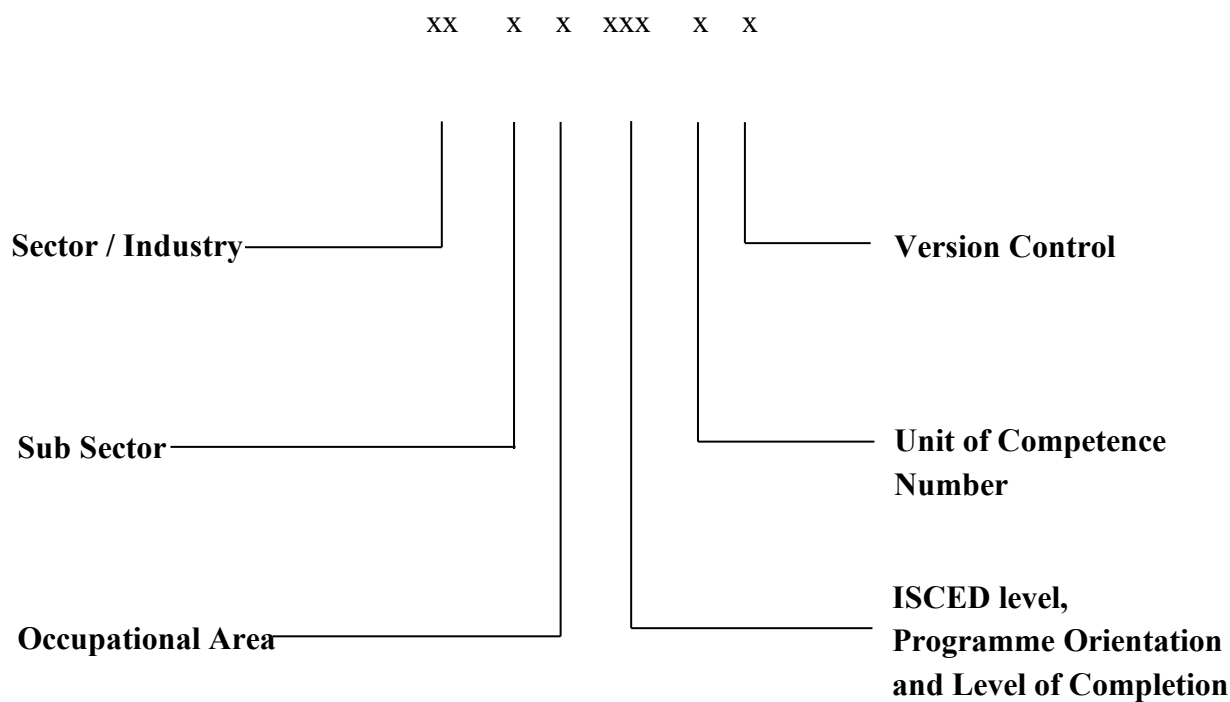 xx x x xxx x x
Sector / Industry
Version Control
Sub Sector
Unit of Competence
Number
Occupational Area
ISCED level,
Programme Orientation
and Level of Completion